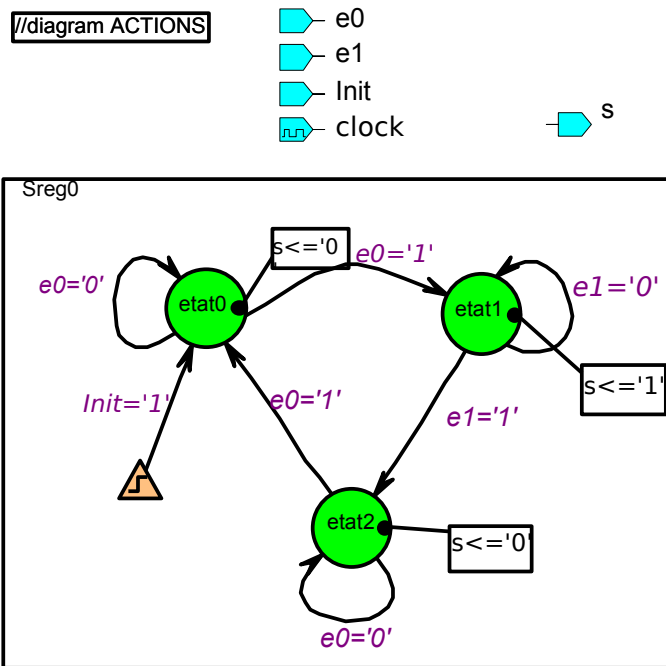 //diagram ACTIONS
e0
e1
Init
clock
s
Sreg0
s<='0
e0='1'
e0='0'
etat0
etat1
e1='0'
s<='1'
Init='1'
e0='1'
e1='1'
etat2
s<='0'
e0='0'